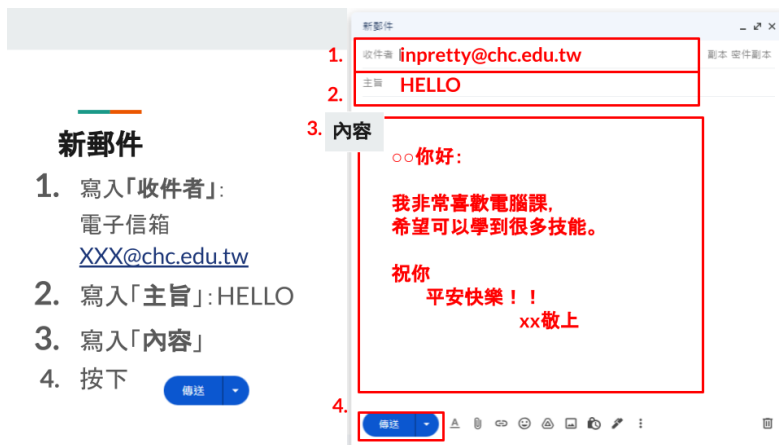 新郵件
1. 寫入「收件者」:
電子信箱
XXX@chc.edu.tw
2. 寫入「主旨」:HELLO
3. 寫入「內容」
4. 按下
傳送
新郵件
1. 收件者 inpretty@chc.edu.tw 副本 密件副本
2. 主旨 HELLO
3. 內容
○○你好:
我非常喜歡電腦課,
希望可以學到很多技能。
祝你
平安快樂!!
xx敬上
4. 傳送